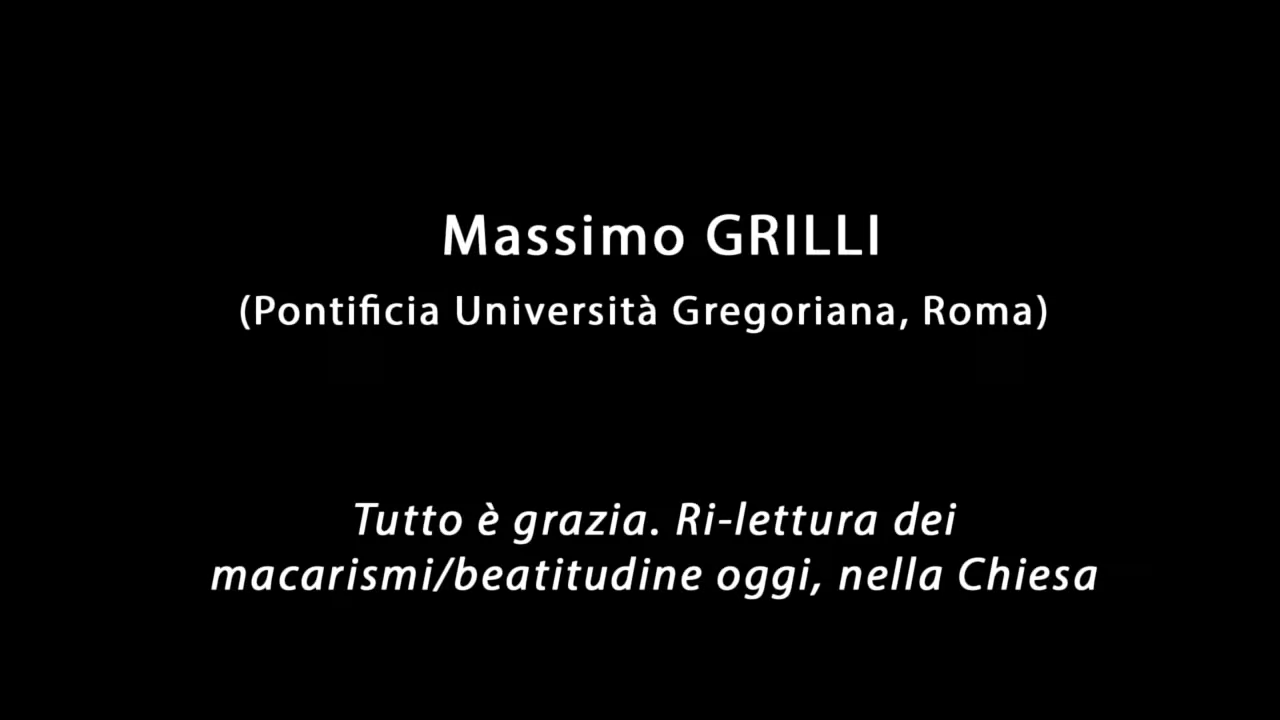 Massimo GRILLI
(Pontificia Università Gregoriana, Roma)
Tutto è grazia. Ri-lettura dei
macarismi/beatitudine oggi, nella Chiesa